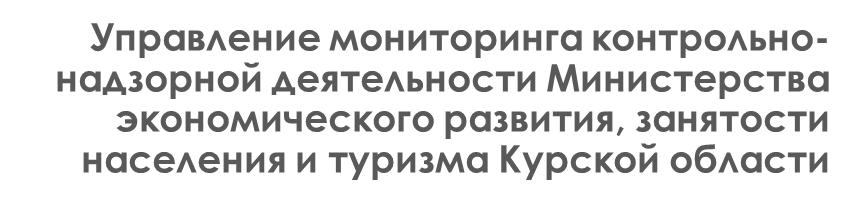 Управление мониторинга контрольно-
надзорной деятельности Министерства
экономического развития, занятости
населения и туризма Курской области